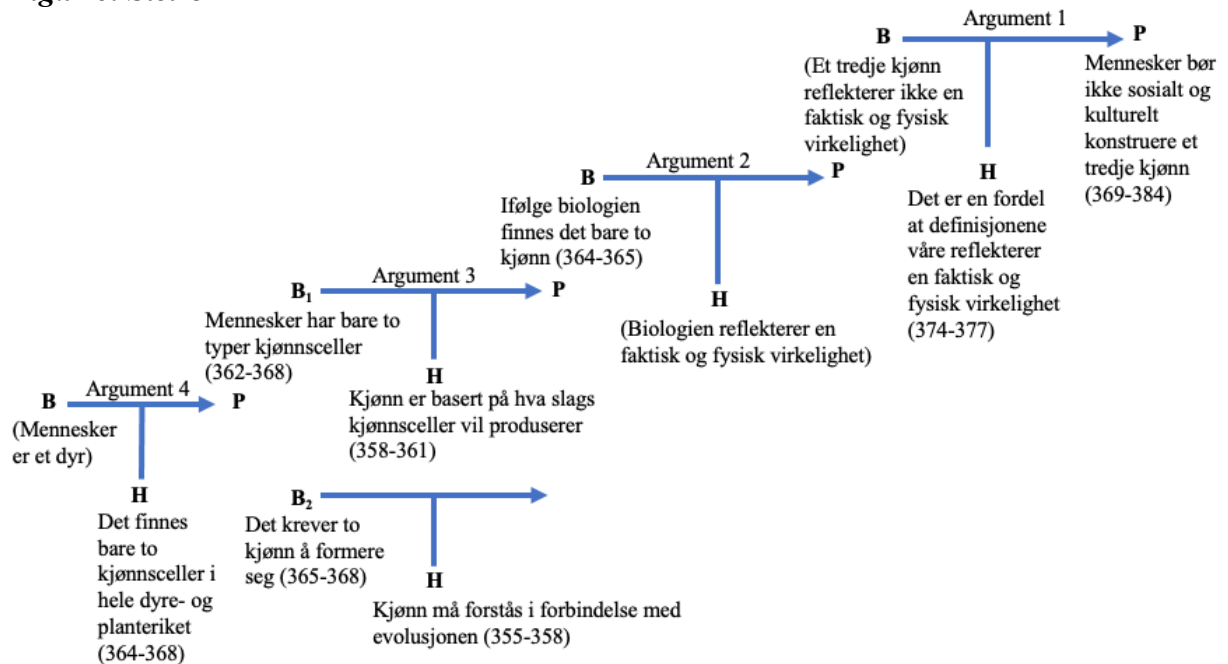 Argument 1
B
P
(Et tredje kjønn
reflekterer ikke en
faktisk og fysisk
virkelighet)
Mennesker bør
ikke sosialt og
kulturelt
konstruere et
tredje kjønn
(369-384)
H
Det er en fordel
at definisjonene
våre reflekterer
en faktisk og
fysisk virkelighet
(374-377)
Argument 2
B
P
Ifølge biologien
finnes det bare to
kjønn (364-365)
H
(Biologien reflekterer en
faktisk og fysisk virkelighet)
Argument 3
B₁
P
Mennesker har bare to
typer kjønnsceller
(362-368)
H
Kjønn er basert på hva slags
kjønnsceller vil produserer
(358-361)
Argument 4
B
P
(Mennesker
er et dyr)
H
Det finnes
bare to
kjønnsceller i
hele dyre- og
planteriket
(364-368)
B₂
Det krever to
kjønn å formere
seg (365-368)
H
Kjønn må forstås i forbindelse med
evolusjonen (355-358)